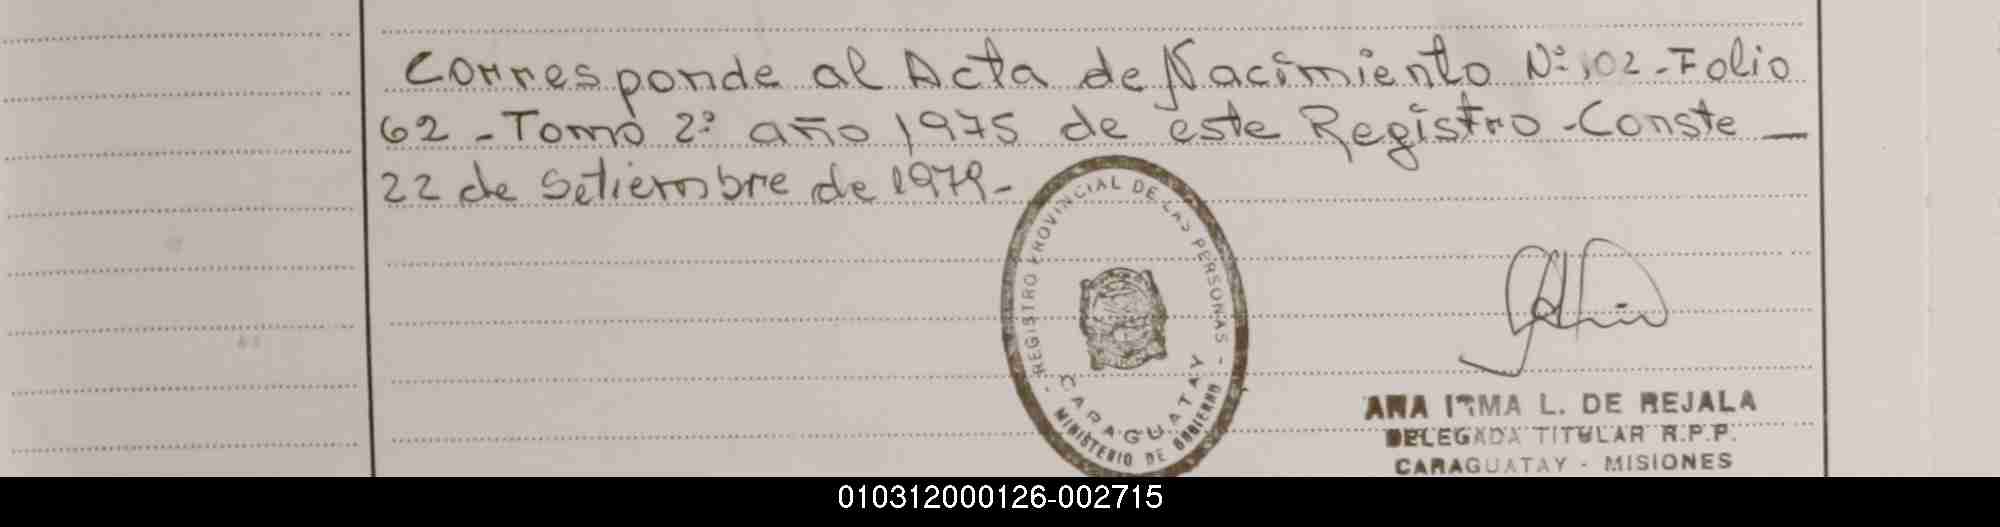 Corresponde al Acta de Nacimiento Nº 102-Folio
62 - Tomo 2º año 1975 de este Registro - Conste —
22 de Setiembre de 1979-
- REGISTRO PROVINCIAL DE LAS PERSONAS -
CARAGUATAY
MINISTERIO DE GOBIERNO
ANA IRMA L. DE REJALA
DELEGADA TITULAR R.P.P.
CARAGUATAY - MISIONES
010312000126-002715